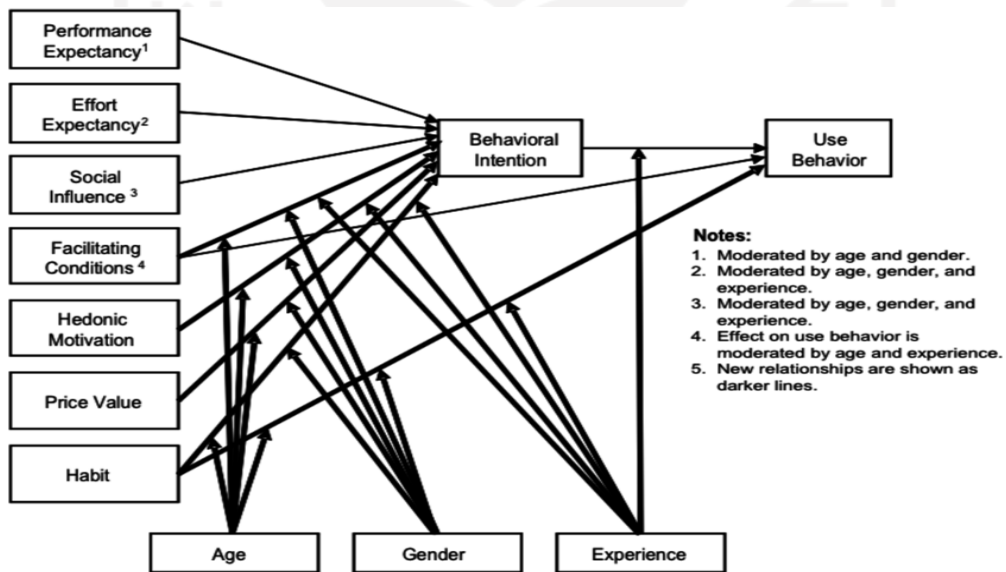 Performance
Expectancy1
Effort
Expectancy2
Social
Influence 3
Facilitating
Conditions 4
Hedonic
Motivation
Price Value
Habit
Behavioral
Intention
Use
Behavior
Notes:
1. Moderated by age and gender.
2. Moderated by age, gender, and
experience.
3. Moderated by age, gender, and
experience.
4. Effect on use behavior is
moderated by age and experience.
5. New relationships are shown as
darker lines.
Age
Gender
Experience